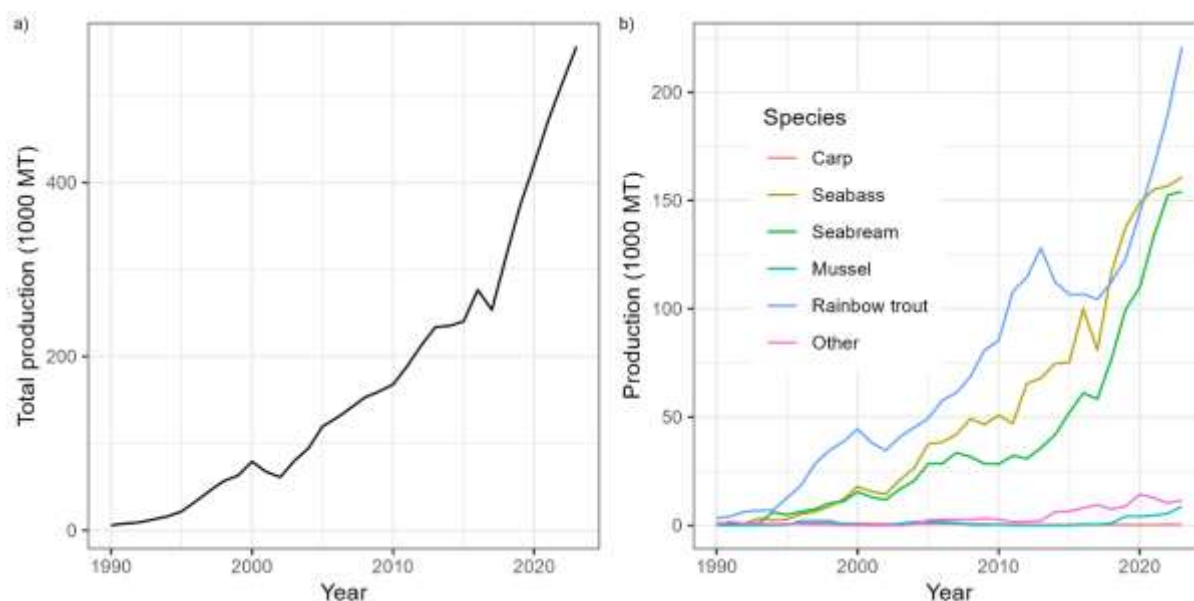 a)
Total production (1000 MT)
400
200
0
1990
2000
2010
2020
Year
b)
Production (1000 MT)
200
150
100
50
0
Species
Carp
Seabass
Seabream
Mussel
Rainbow trout
Other
1990
2000
2010
2020
Year